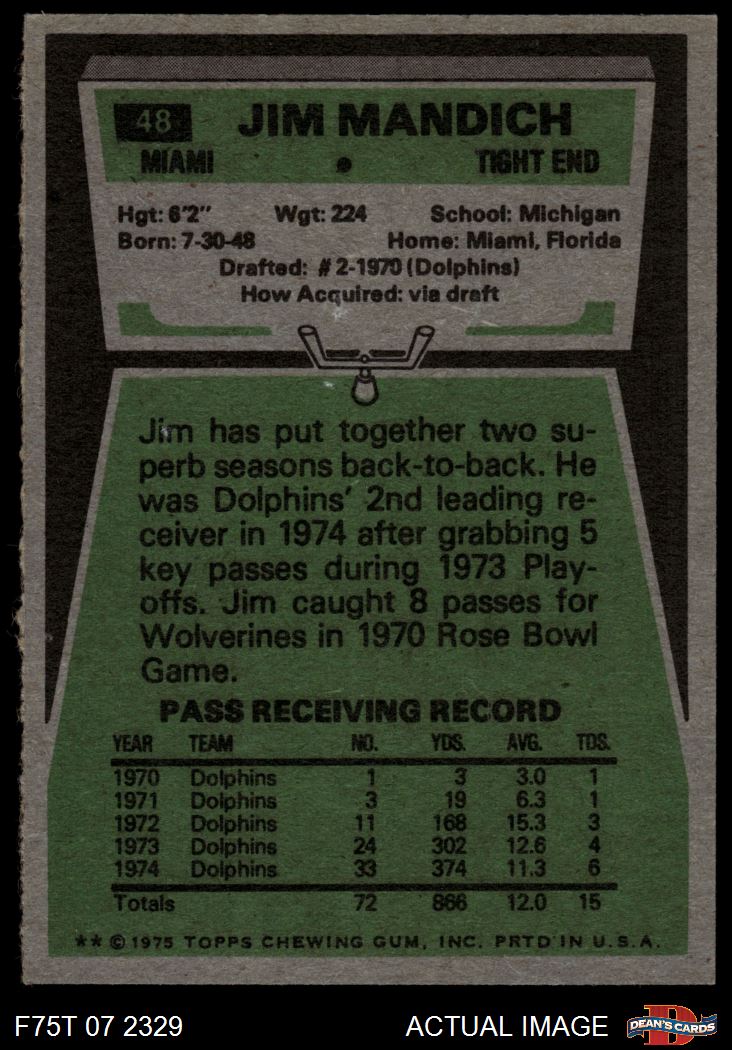 48 JIM MANDICH
MIAMI TIGHT END
Hgt: 6'2" Wgt: 224 School: Michigan
Born: 7-30-48 Home: Miami, Florida
Drafted: #2-1970 (Dolphins)
How Acquired: via draft
Jim has put together two su-
perb seasons back-to-back. He
was Dolphins' 2nd leading re-
ceiver in 1974 after grabbing 5
key passes during 1973 Play-
offs. Jim caught 8 passes for
Wolverines in 1970 Rose Bowl
Game.
PASS RECEIVING RECORD
YEAR TEAM NO. YDS. AVG. TDS.
1970 Dolphins 1 3 3.0 1
1971 Dolphins 3 19 6.3 1
1972 Dolphins 11 168 15.3 3
1973 Dolphins 24 302 12.6 4
1974 Dolphins 33 374 11.3 6
Totals 72 866 12.0 15
** © 1975 TOPPS CHEWING GUM, INC. PRTD IN U.S.A.
F75T 07 2329 ACTUAL IMAGE D DEAN'S CARDS